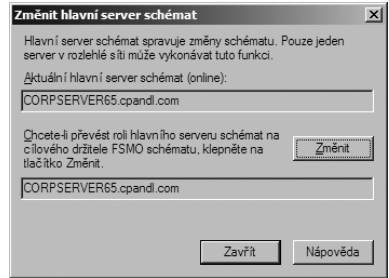 Změnit hlavní server schémat
Hlavní server schémat spravuje změny schématu. Pouze jeden
server v rozlehlé síti může vykonávat tuto funkci.
Aktuální hlavní server schémat (online):
CORPSERVER65.cpandl.com
Chcete-li převést roli hlavního serveru schémat na
cílového držitele FSMO schématu, klepněte na
tlačítko Změnit.
Změnit
CORPSERVER65.cpandl.com
Zavřít
Nápověda